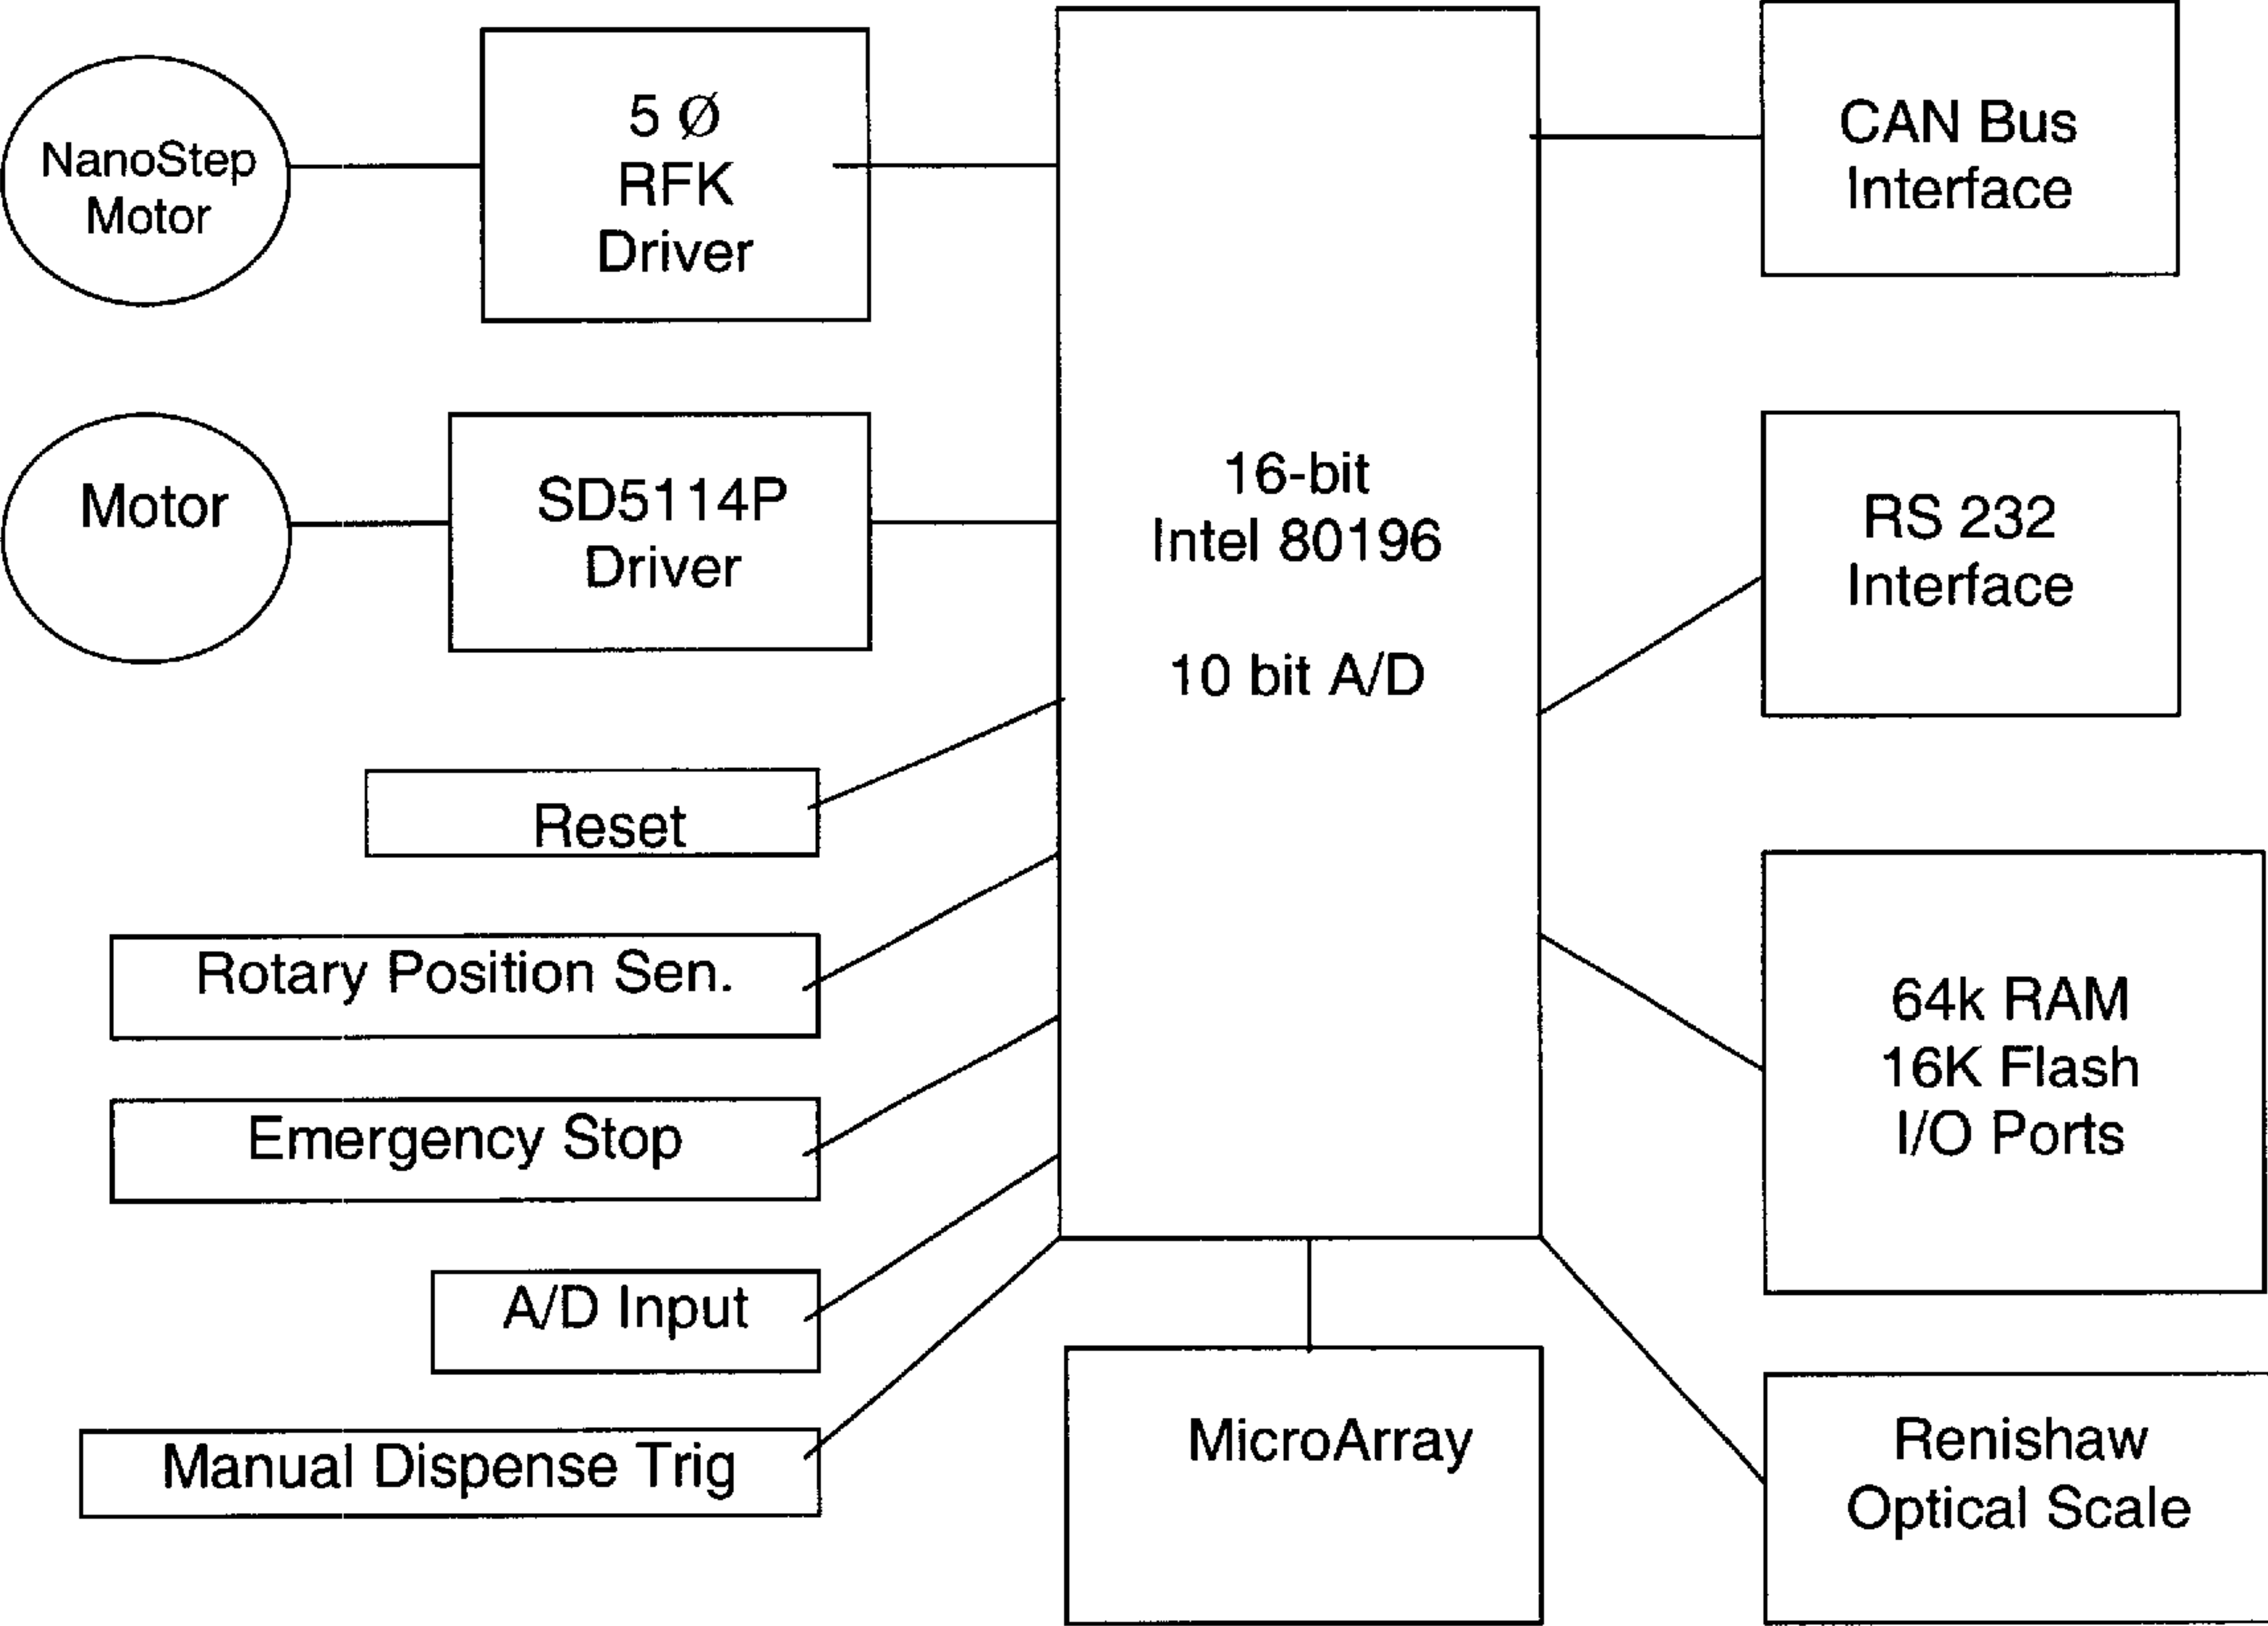 NanoStep
Motor
5 Ø
RFK
Driver
CAN Bus
Interface
Motor
SD5114P
Driver
16-bit
Intel 80196
10 bit A/D
RS 232
Interface
Reset
Rotary Position Sen.
Emergency Stop
A/D Input
Manual Dispense Trig
64k RAM
16K Flash
I/O Ports
MicroArray
Renishaw
Optical Scale